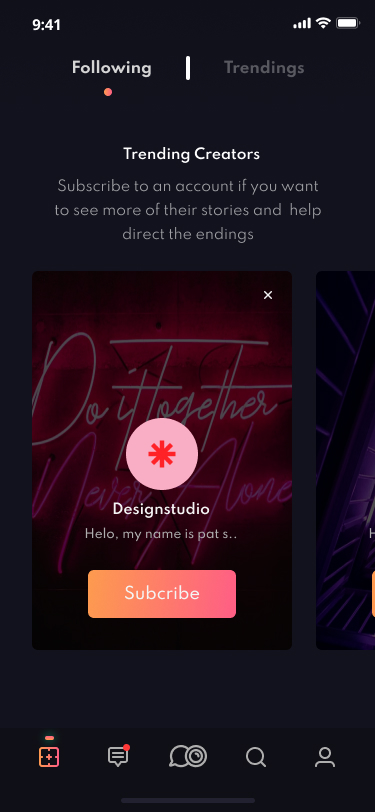 9:41
Following
Trendings
Trending Creators
Subscribe to an account if you want
to see more of their stories and help
direct the endings
Do it together
Never Alone
Designstudio
Helo, my name is pat s..
Subcribe